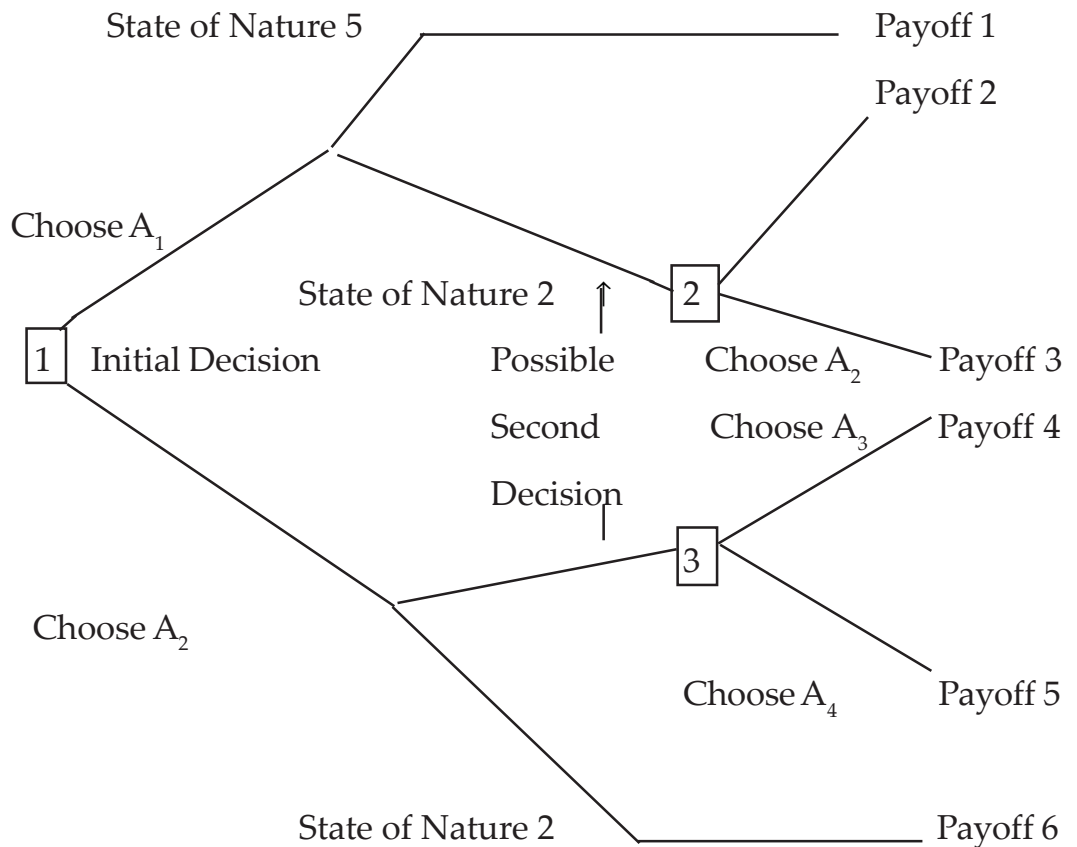 State of Nature 5 Payoff 1
Payoff 2
Choose A₁
State of Nature 2 2
1 Initial Decision Possible Choose A₂ Payoff 3
Second Choose A₃ Payoff 4
Decision
3
Choose A₂
Choose A₄ Payoff 5
State of Nature 2 Payoff 6